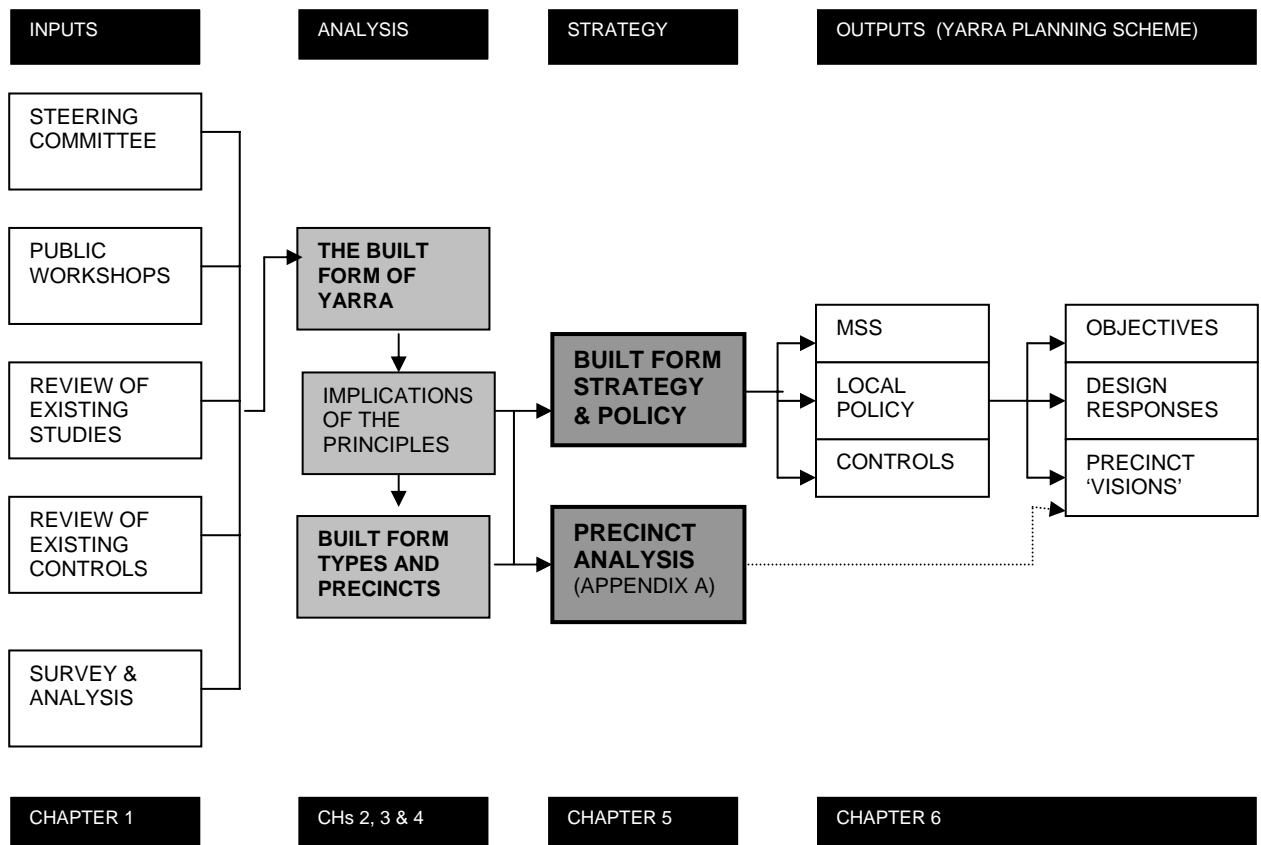 INPUTS
ANALYSIS
STRATEGY
OUTPUTS (YARRA PLANNING SCHEME)
STEERING
COMMITTEE
PUBLIC
WORKSHOPS
REVIEW OF
EXISTING
STUDIES
REVIEW OF
EXISTING
CONTROLS
SURVEY &
ANALYSIS
THE BUILT
FORM OF
YARRA
IMPLICATIONS
OF THE
PRINCIPLES
BUILT FORM
TYPES AND
PRECINCTS
BUILT FORM
STRATEGY
& POLICY
PRECINCT
ANALYSIS
(APPENDIX A)
MSS
LOCAL
POLICY
CONTROLS
OBJECTIVES
DESIGN
RESPONSES
PRECINCT
‘VISIONS’
CHAPTER 1
CHs 2, 3 & 4
CHAPTER 5
CHAPTER 6